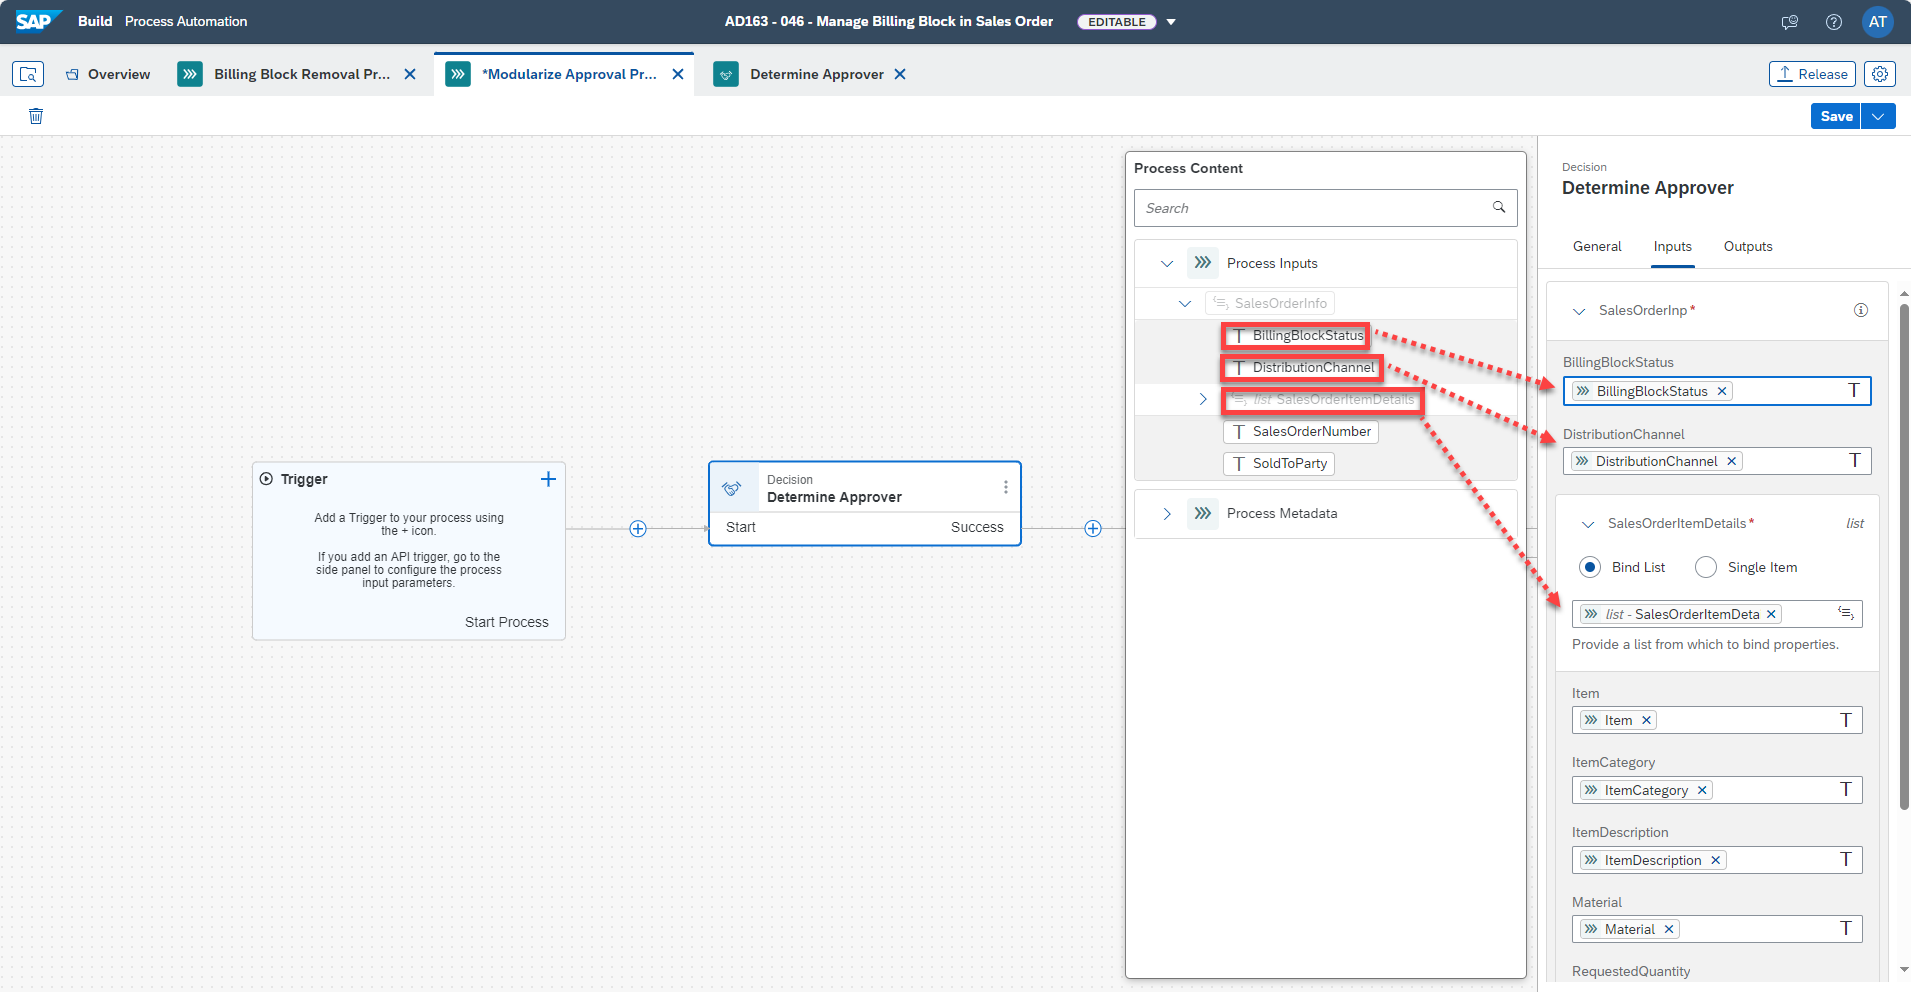 SAP Build Process Automation
AD163 - 046 - Manage Billing Block in Sales Order EDITABLE
AT
Overview
Billing Block Removal Pr...
*Modularize Approval Pr...
Determine Approver
Release
Save
Trigger
Add a Trigger to your process using
the + icon.
If you add an API trigger, go to the
side panel to configure the process
input parameters.
Start Process
Decision
Determine Approver
Start
Success
Process Content
Search
Process Inputs
SalesOrderInfo
BillingBlockStatus
DistributionChannel
list SalesOrderItemDetails
SalesOrderNumber
SoldToParty
Process Metadata
Decision
Determine Approver
General Inputs Outputs
SalesOrderInp *
BillingBlockStatus
BillingBlockStatus
DistributionChannel
DistributionChannel
SalesOrderItemDetails * list
Bind List Single Item
list - SalesOrderItemDeta
Provide a list from which to bind properties.
Item
Item
ItemCategory
ItemCategory
ItemDescription
ItemDescription
Material
Material
RequestedQuantity